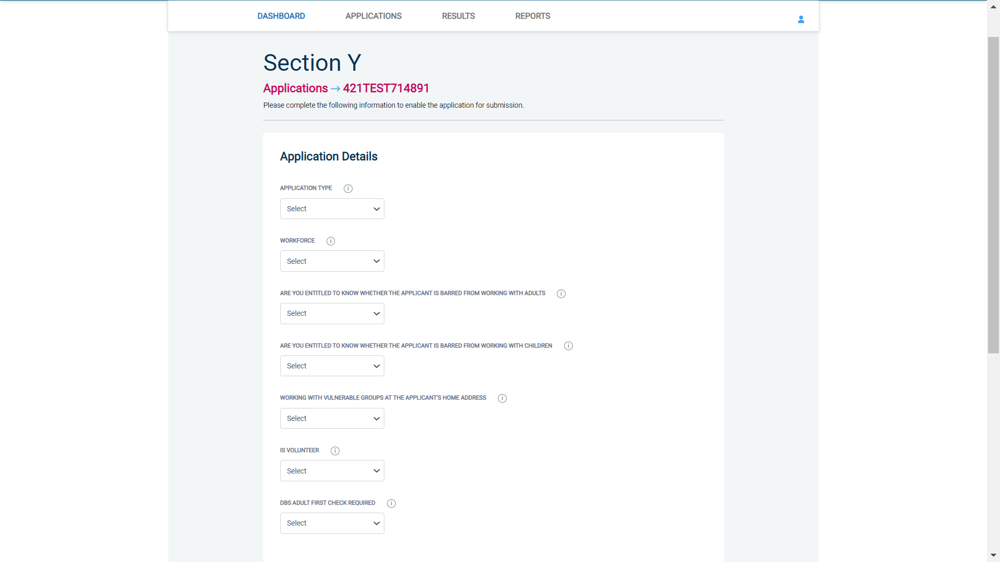 DASHBOARD APPLICATIONS RESULTS REPORTS
Section Y
Applications → 421TEST714891
Please complete the following information to enable the application for submission.
Application Details
APPLICATION TYPE
Select
WORKFORCE
Select
ARE YOU ENTITLED TO KNOW WHETHER THE APPLICANT IS BARRED FROM WORKING WITH ADULTS
Select
ARE YOU ENTITLED TO KNOW WHETHER THE APPLICANT IS BARRED FROM WORKING WITH CHILDREN
Select
WORKING WITH VULNERABLE GROUPS AT THE APPLICANT'S HOME ADDRESS
Select
IS VOLUNTEER
Select
DBS ADULT FIRST CHECK REQUIRED
Select